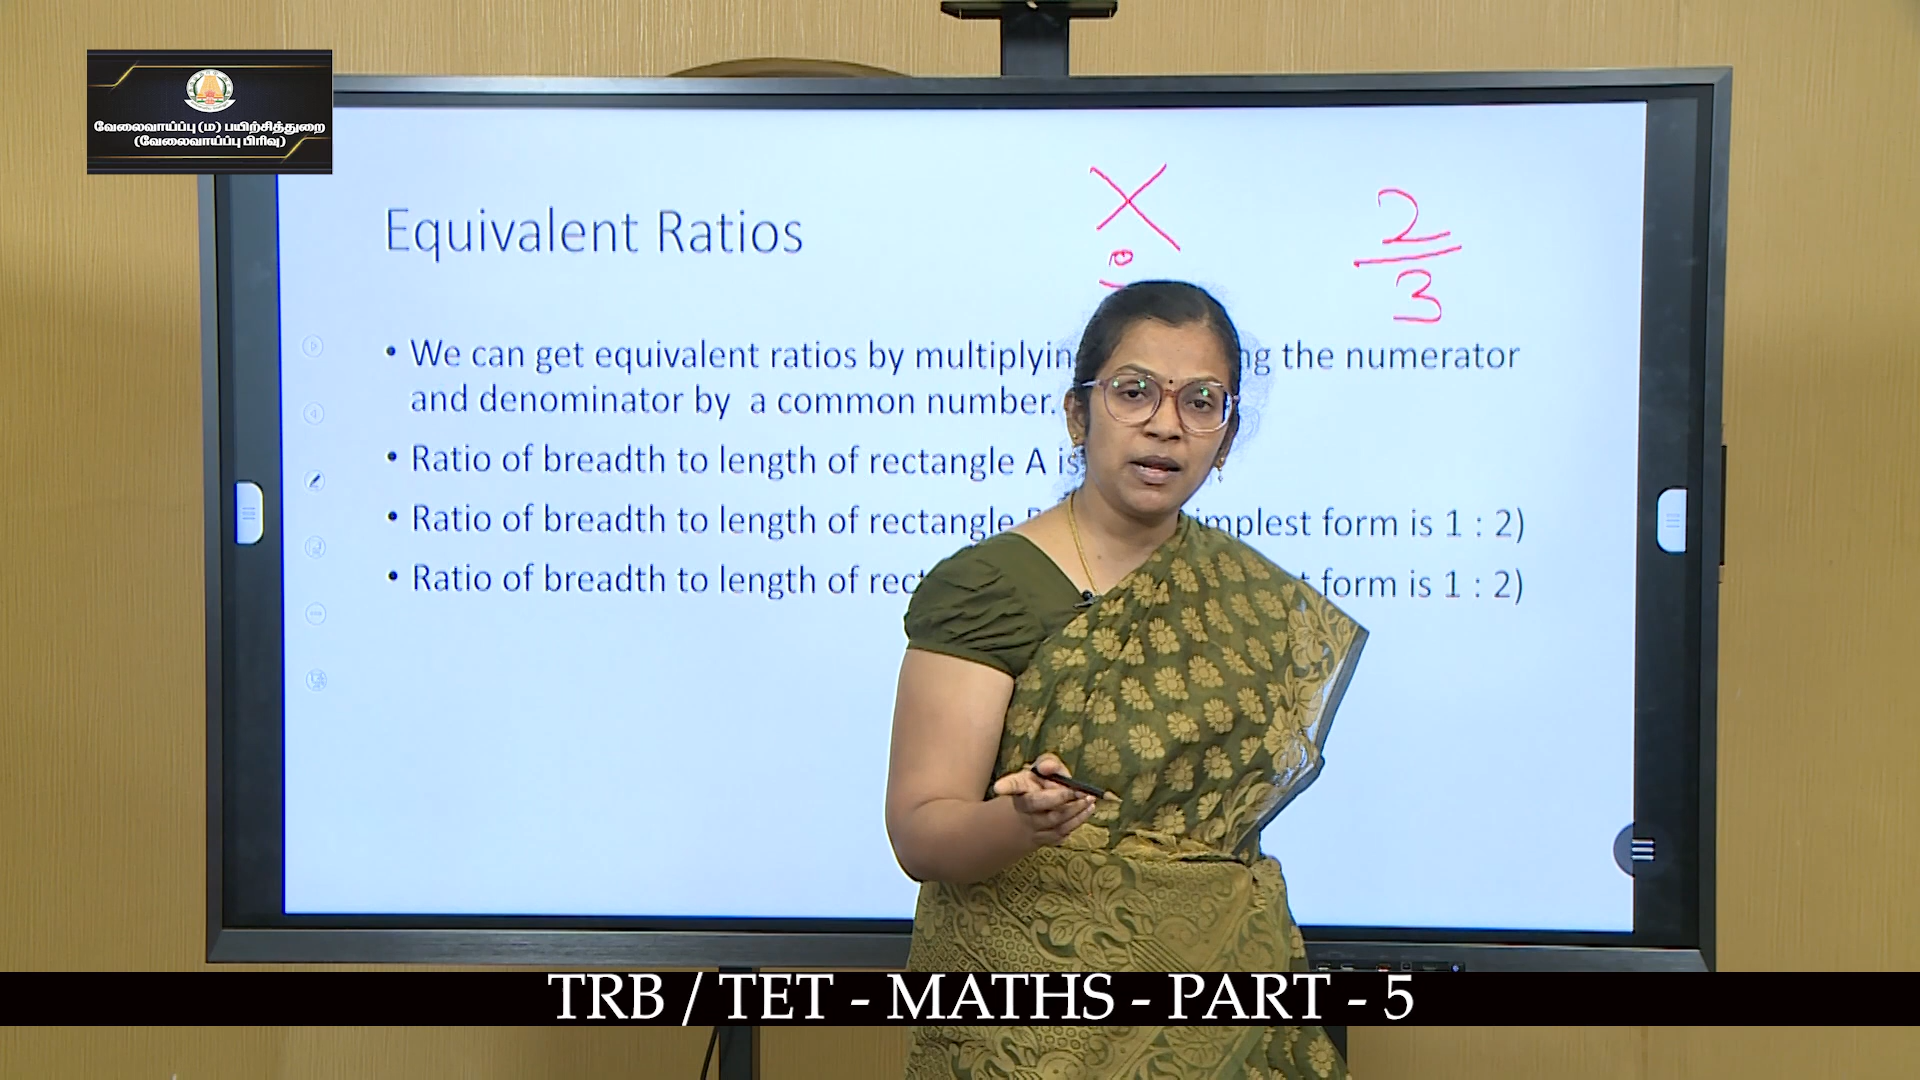 வேலைவாய்ப்பு (ம) பயிற்சித்துறை
(வேலைவாய்ப்பு பிரிவு)
Equivalent Ratios
X
2
3
• We can get equivalent ratios by multiplyin ng the numerator
and denominator by a common number.
• Ratio of breadth to length of rectangle A is
• Ratio of breadth to length of rectangle implest form is 1 : 2)
• Ratio of breadth to length of rec form is 1 : 2)
TRB / TET - MATHS - PART - 5